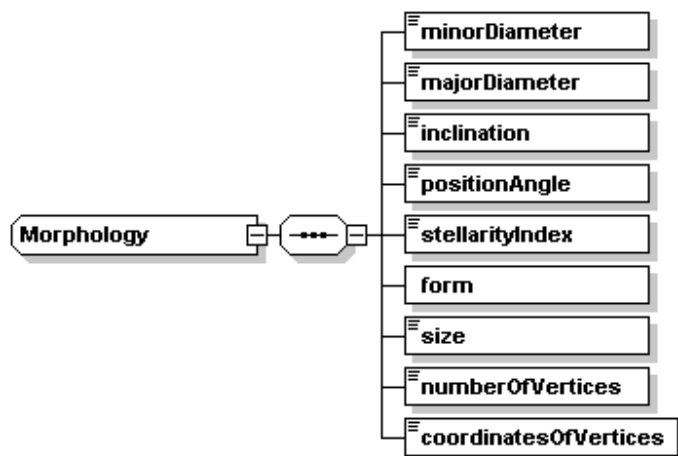 minorDiameter
majorDiameter
inclination
positionAngle
Morphology
stellarityIndex
form
size
numberOfVertices
coordinatesOfVertices